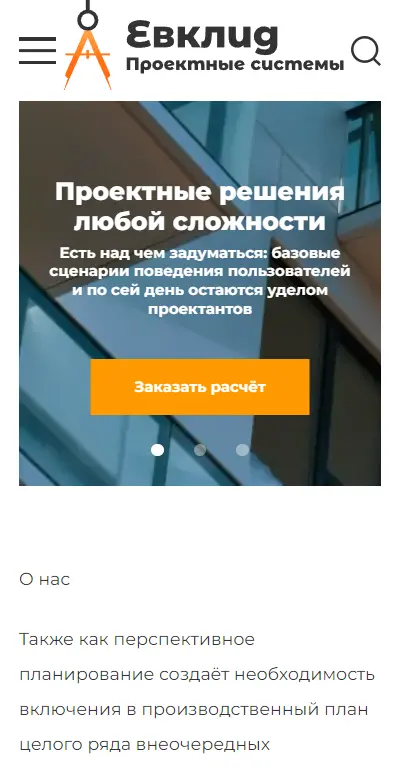 Евклид
Проектные системы
Проектные решения
любой сложности
Есть над чем задуматься: базовые
сценарии поведения пользователей
и по сей день остаются уделом
проектантов
Заказать расчёт
О нас
Также как перспективное
планирование создаёт необходимость
включения в производственный план
целого ряда внеочередных